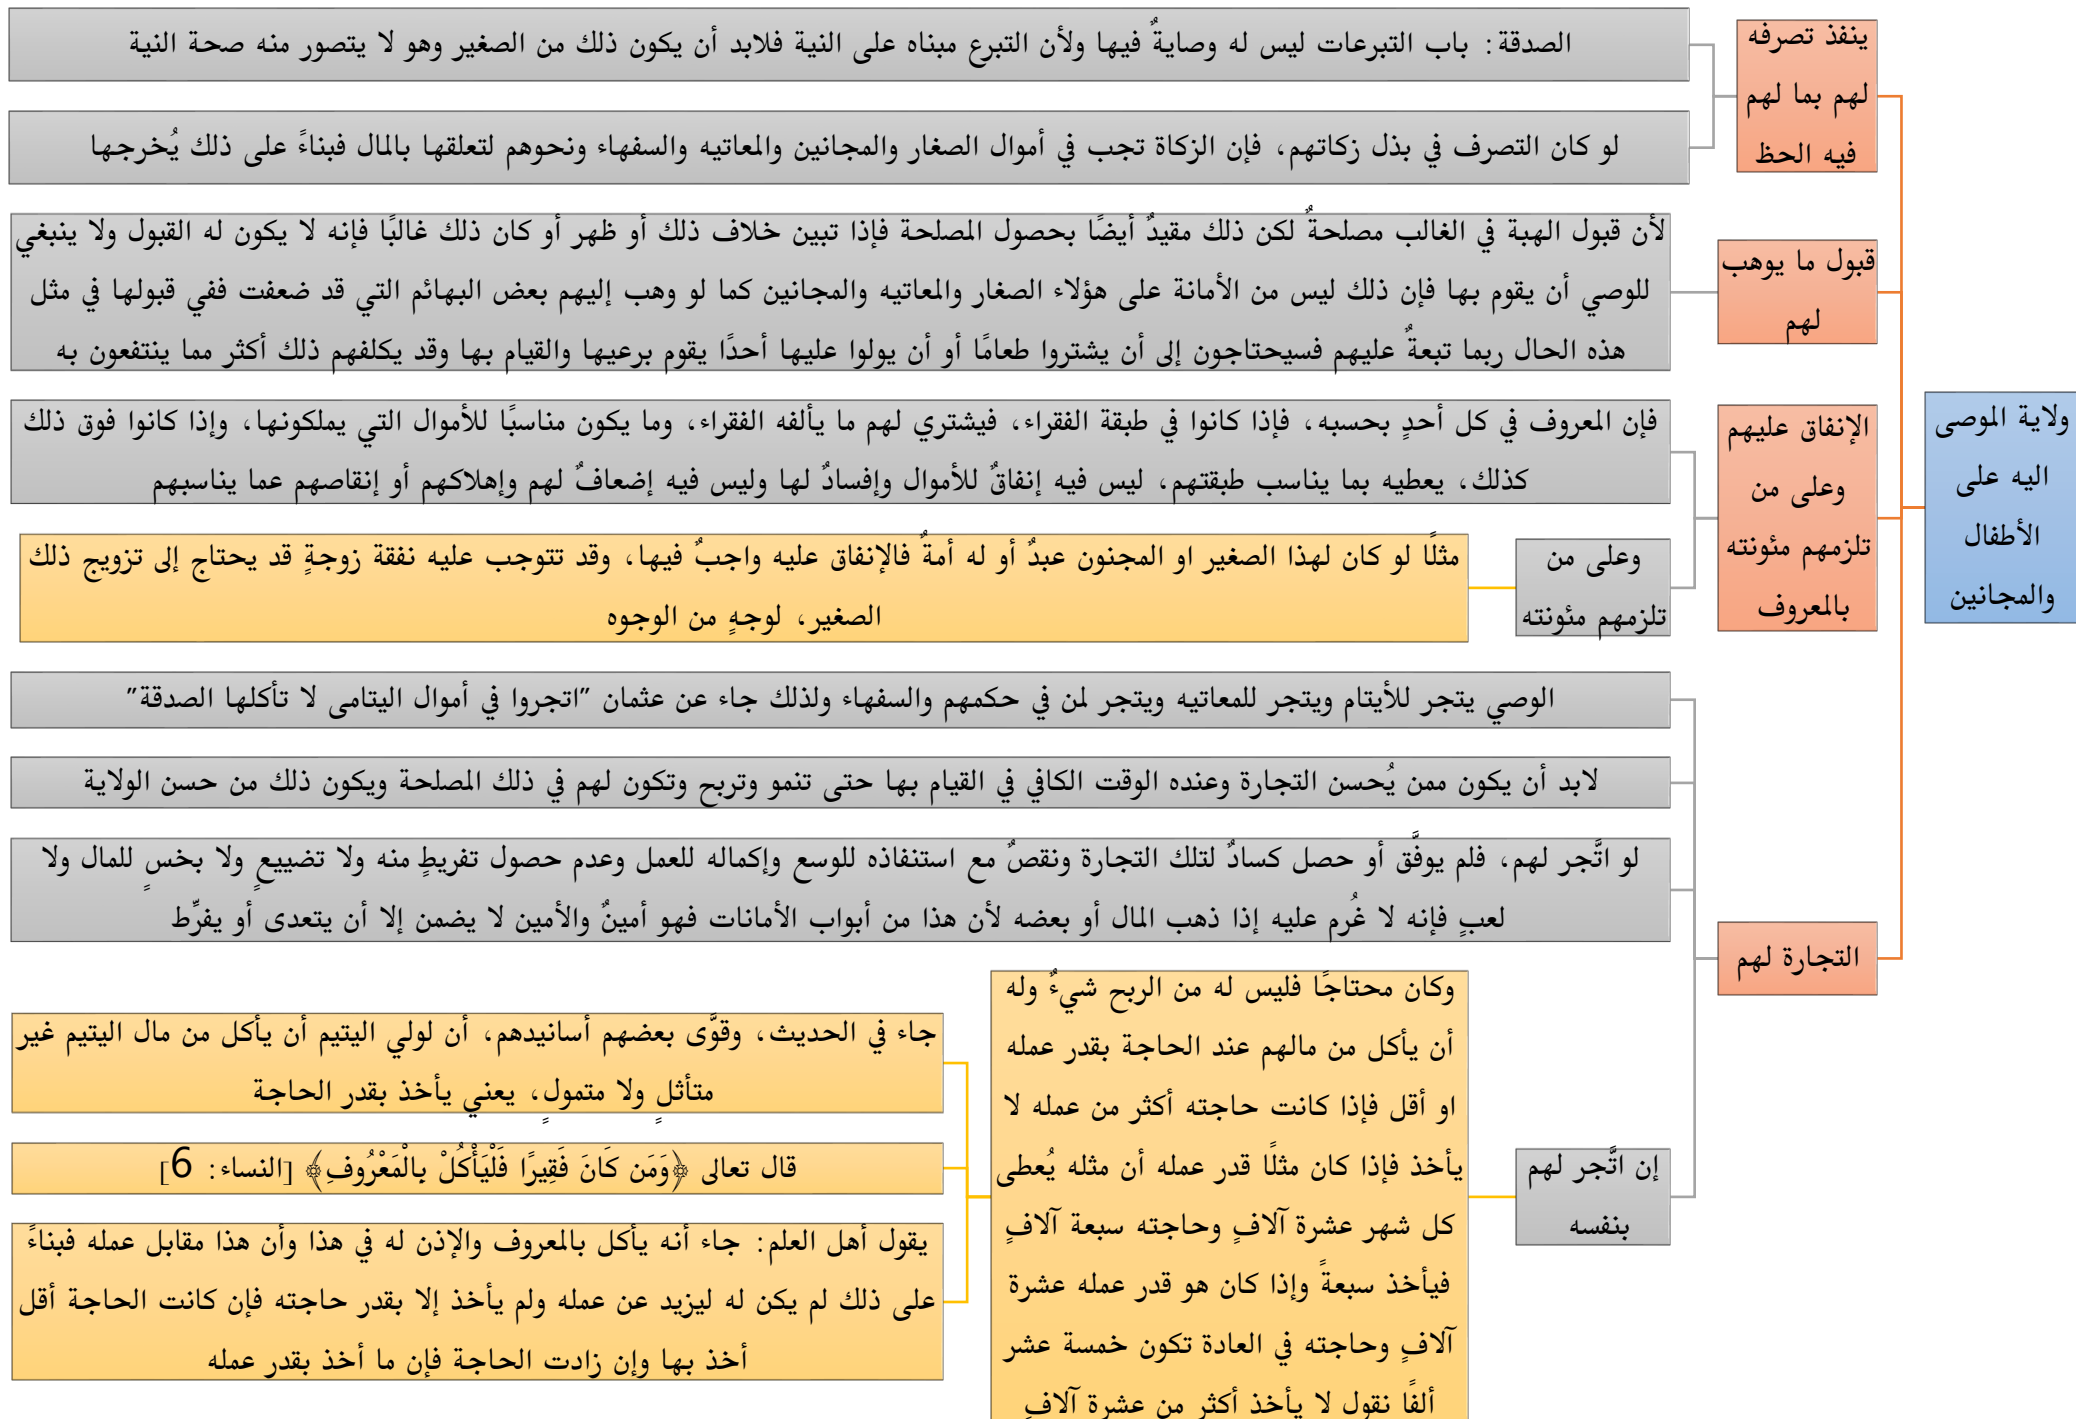 ولاية الموصى
اليه على
الأطفال
والمجانين
ينفذ تصرفه
لهم بما لهم
فيه الحظ
الصدقة: باب التبرعات ليس له وصايةٌ فيها ولأن التبرع مبناه على النية فلابد أن يكون ذلك من الصغير وهو لا يتصور منه صحة النية
لو كان التصرف في بذل زكاتهم، فإن الزكاة تجب في أموال الصغار والمجانين والمعاتيه والسفهاء ونحوهم لتعلقها بالمال فبناءً على ذلك يُخرجها
قبول ما يوهب
لهم
لأن قبول الهبة في الغالب مصلحةٌ لكن ذلك مقيدٌ أيضًا بحصول المصلحة فإذا تبين خلاف ذلك أو ظهر أو كان ذلك غالبًا فإنه لا يكون له القبول ولا ينبغي
للوصي أن يقوم بها فإن ذلك ليس من الأمانة على هؤلاء الصغار والمعاتيه والمجانين كما لو وهب إليهم بعض البهائم التي قد ضعفت ففي قبولها في مثل
هذه الحال ربما تبعةٌ عليهم فسيحتاجون إلى أن يشتروا طعامًا أو أن يولوا عليها أحدًا يقوم برعيها والقيام بها وقد يكلفهم ذلك أكثر مما ينتفعون به
الإنفاق عليهم
وعلى من
تلزمهم مئونته
بالمعروف
فإن المعروف في كل أحدٍ بحسبه، فإذا كانوا في طبقة الفقراء، فيشتري لهم ما يألفه الفقراء، وما يكون مناسبًا للأموال التي يملكونها، وإذا كانوا فوق ذلك
كذلك، يعطيه بما يناسب طبقتهم، ليس فيه إنفاقٌ للأموال وإفسادٌ لها وليس فيه إضعافٌ لهم وإهلاكهم أو إنقاصهم عما يناسبهم
وعلى من
تلزمهم مئونته
مثلًا لو كان لهذا الصغير او المجنون عبدٌ أو له أمةٌ فالإنفاق عليه واجبٌ فيها، وقد تتوجب عليه نفقة زوجةٍ قد يحتاج إلى تزويج ذلك
الصغير، لوجهٍ من الوجوه
التجارة لهم
الوصي يتجر للأيتام ويتجر للمعاتيه ويتجر لمن في حكمهم والسفهاء ولذلك جاء عن عثمان "اتجروا في أموال اليتامى لا تأكلها الصدقة"
لابد أن يكون ممن يُحسن التجارة وعنده الوقت الكافي في القيام بها حتى تنمو وتربح وتكون لهم في ذلك المصلحة ويكون ذلك من حسن الولاية
لو اتَّجر لهم، فلم يوفَّق أو حصل كسادٌ لتلك التجارة ونقصٌ مع استنفاذه للوسع وإكماله للعمل وعدم حصول تفريطٍ منه ولا تضييعٍ ولا بخسٍ للمال ولا
لعبٍ فإنه لا غُرم عليه إذا ذهب المال أو بعضه لأن هذا من أبواب الأمانات فهو أمينٌ والأمين لا يضمن إلا أن يتعدى أو يفرِّط
إن اتَّجر لهم
بنفسه
وكان محتاجًا فليس له من الربح شيءٌ وله
أن يأكل من مالهم عند الحاجة بقدر عمله
او أقل فإذا كانت حاجته أكثر من عمله لا
يأخذ فإذا كان مثلًا قدر عمله أن مثله يُعطى
كل شهر عشرة آلافٍ وحاجته سبعة آلافٍ
فيأخذ سبعةً وإذا كان هو قدر عمله عشرة
آلافٍ وحاجته في العادة تكون خمسة عشر
ألفًا نقول لا يأخذ أكثر من عشرة آلافٍ
جاء في الحديث، وقوَّى بعضهم أسانيدهم، أن لولي اليتيم أن يأكل من مال اليتيم غير
متأثلٍ ولا متمولٍ، يعني يأخذ بقدر الحاجة
قال تعالى ﴿وَمَن كَانَ فَقِيرًا فَلْيَأْكُلْ بِالْمَعْرُوفِ﴾ [النساء: 6]
يقول أهل العلم: جاء أنه يأكل بالمعروف والإذن له في هذا وأن هذا مقابل عمله فبناءً
على ذلك لم يكن له ليزيد عن عمله ولم يأخذ إلا بقدر حاجته فإن كانت الحاجة أقل
أخذ بها وإن زادت الحاجة فإن ما أخذ بقدر عمله